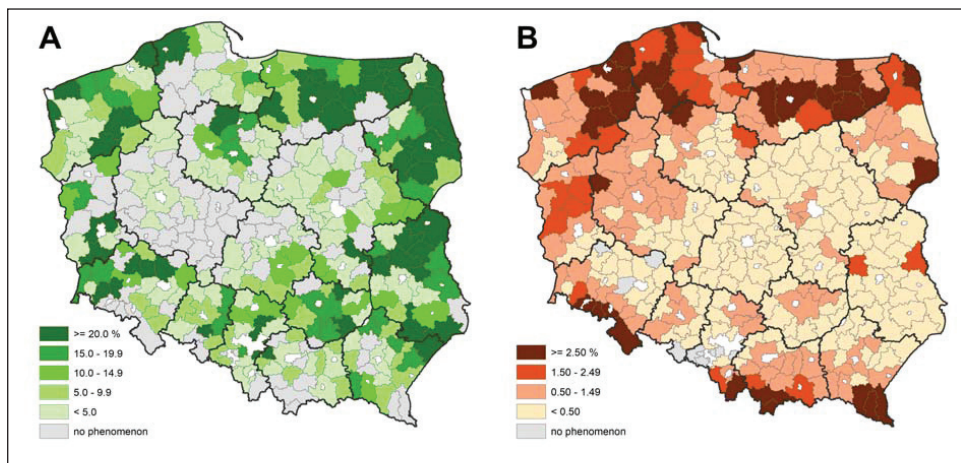 A
>= 20.0 %
15.0 - 19.9
10.0 - 14.9
5.0 - 9.9
< 5.0
no phenomenon
B
>= 2.50 %
1.50 - 2.49
0.50 - 1.49
< 0.50
no phenomenon